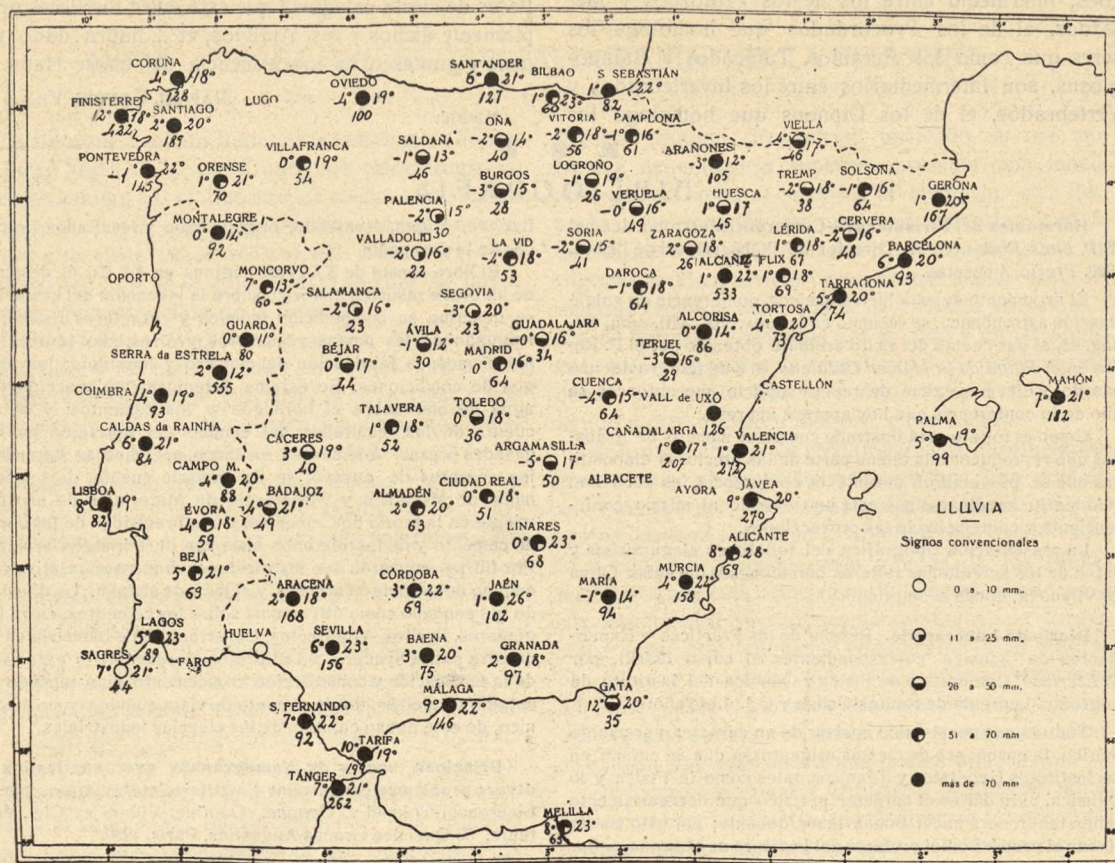 10° 9° 8° 7° 6° 5° 4° 3° 2° 1° 0° 1° 2° 3°
CORUÑA
4° 18°
128
LUGO
OVIEDO
4° 19°
100
SANTANDER
6° 21°
127
BILBAO
23°
S. SEBASTIÁN
1° 22°
82
FINISTERRE
12° 18°
422
SANTIAGO
2° 20°
189
VITORIA
-2° 18°
56
PAMPLONA
-1° 16°
61
VIELLA
-4° 17°
46
OÑA
-2° 14°
40
SALDAÑA
-1° 13°
46
ARAÑONES
-3° 12°
105
PONTEVEDRA
22°
145
VILLAFRANCA
0° 19°
54
ORENSE
1° 21°
70
BURGOS
-3° 15°
28
LOGROÑO
-1° 19°
26
VERUELA
-0° 16°
49
HUESCA
1° 17°
45
TREMP
-2° 18°
38
SOLSONA
-1° 16°
64
GERONA
1° 20°
167
PALENCIA
-2° 15°
30
MONTALEGRE
0° 14°
92
VALLADOLID
-2° 16°
22
LA VID
-4° 18°
53
SORIA
-2° 15°
41
ZARAGOZA
2° 18°
26
LÉRIDA
1° 18°
67
CERVERA
-2° 16°
48
BARCELONA
6° 20°
93
OPORTO
MONCORVO
7° 13°
60
DAROCA
-1° 18°
64
ALCAÑIZ
1° 22°
533
FLIX
1° 18°
69
TARRAGONA
5° 20°
74
SALAMANCA
-2° 16°
23
SEGOVIA
-3° 20°
23
GUARDA
11°
80
ÁVILA
-1° 12°
30
GUADALAJARA
-0° 16°
34
ALCORISA
0° 14°
86
TORTOSA
4° 20°
73
SERRA da ESTRELA
2° 12°
555
BÉJAR
0° 17°
24
MADRID
0° 16°
64
TERUEL
-3° 16°
29
COIMBRA
4° 19°
93
CUENCA
-4° 15°
64
CASTELLÓN
VALL de UXÓ
126
MAHÓN
7° 21°
182
TALAVERA
1° 18°
52
TOLEDO
0° 18°
36
CALDAS da RAINHA
6° 21°
84
CÁCERES
3° 19°
40
ARGAMASILLA
-5° 17°
50
CAÑADALARGA
1° 17°
207
VALENCIA
1° 21°
272
PALMA
1° 19°
99
CAMPO M.
4° 20°
88
BADAJOZ
-4° 21°
49
ALMADÉN
2° 20°
63
CIUDAD REAL
0° 18°
51
ALBACETE
AYORA
JÁVEA
9° 20°
270
LISBOA
8° 19°
82
ÉVORA
4° 18°
59
LINARES
0° 23°
68
ALICANTE
8° 28°
69
BEJA
5° 21°
69
ARACENA
2° 18°
168
CÓRDOBA
3° 22°
69
JAÉN
1° 26°
102
MARÍA
-1° 14°
94
MURCIA
4° 22°
158
LAGOS
5° 23°
89
HUELVA
SEVILLA
6° 23°
156
BAENA
3° 20°
75
GRANADA
2° 18°
97
SAGRES
7° 21°
44
FARO
S. FERNANDO
7° 22°
92
MÁLAGA
9° 22°
146
GATA
12° 20°
35
TARIFA
10° 19°
TÁNGER
7° 21°
262
MELILLA
8° 23°
63
LLUVIA
Signos convencionales
0 a 10 mm.
11 a 25 mm.
26 a 50 mm.
51 a 70 mm
más de 70 mm